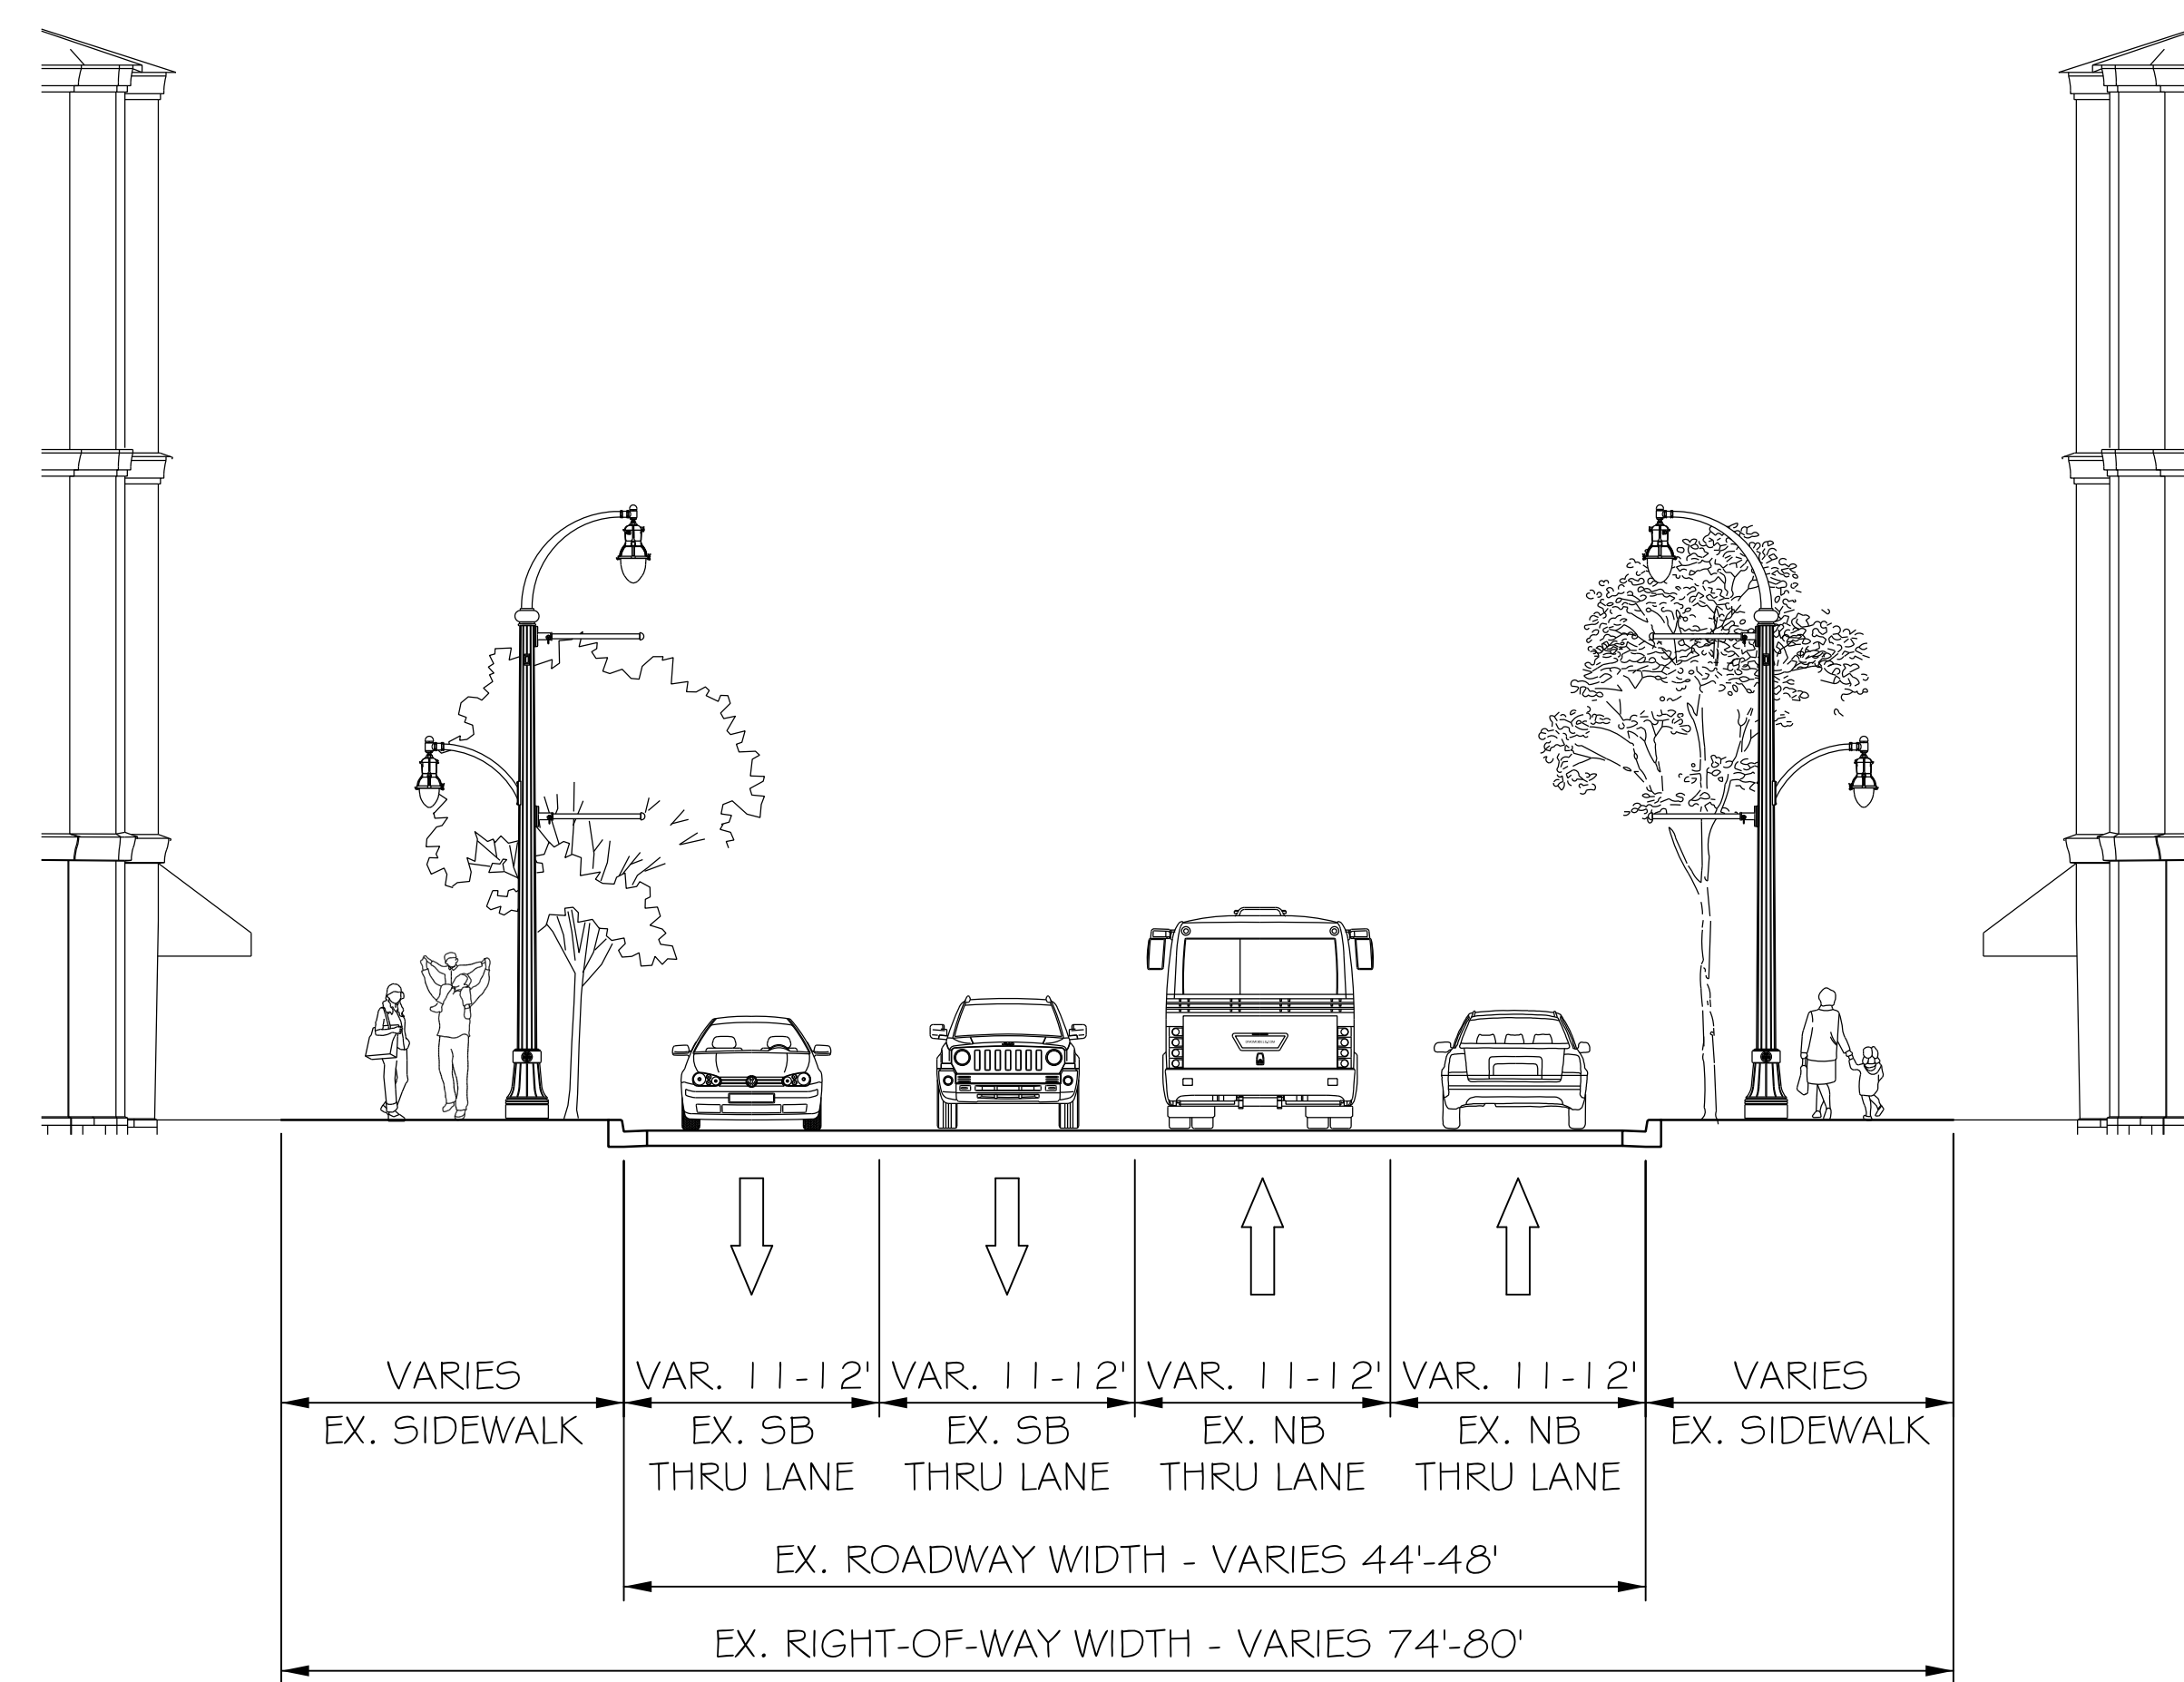 VARIES VAR. 11-12' VAR. 11-12' VAR. 11-12' VAR. 11-12' VARIES
EX. SIDEWALK EX. SB EX. SB EX. NB EX. NB EX. SIDEWALK
THRU LANE THRU LANE THRU LANE THRU LANE
EX. ROADWAY WIDTH - VARIES 44'-48'
EX. RIGHT-OF-WAY WIDTH - VARIES 74'-80'